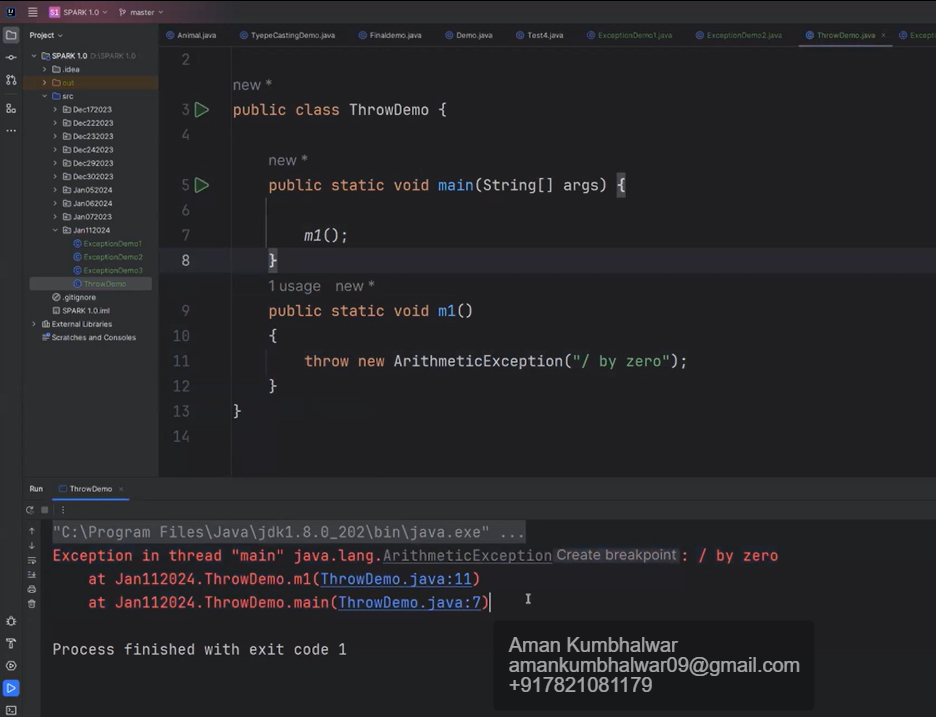 S1 SPARK 1.0 master
Project
Animal.java TyepeCastingDemo.java Finaldemo.java Demo.java Test4.java ExceptionDemo1.java ExceptionDemo2.java ThrowDemo.java × Except
SPARK 1.0 D:\SPARK 1.0
.idea
out
src
Dec172023
Dec222023
Dec232023
Dec242023
Dec292023
Dec302023
Jan052024
Jan062024
Jan072023
Jan112024
ExceptionDemo1
ExceptionDemo2
ExceptionDemo3
ThrowDemo
.gitignore
SPARK 1.0.iml
External Libraries
Scratches and Consoles
2
new *
3 public class ThrowDemo {
4
new *
5 public static void main(String[] args) {
6
7 m1();
8 }
1 usage new *
9 public static void m1()
10 {
11 throw new ArithmeticException("/ by zero");
12 }
13 }
14
Run ThrowDemo ×
"C:\Program Files\Java\jdk1.8.0_202\bin\java.exe" ...
Exception in thread "main" java.lang.ArithmeticException Create breakpoint : / by zero
at Jan112024.ThrowDemo.m1(ThrowDemo.java:11)
at Jan112024.ThrowDemo.main(ThrowDemo.java:7)
Process finished with exit code 1
Aman Kumbhalwar
amankumbhalwar09@gmail.com
+917821081179